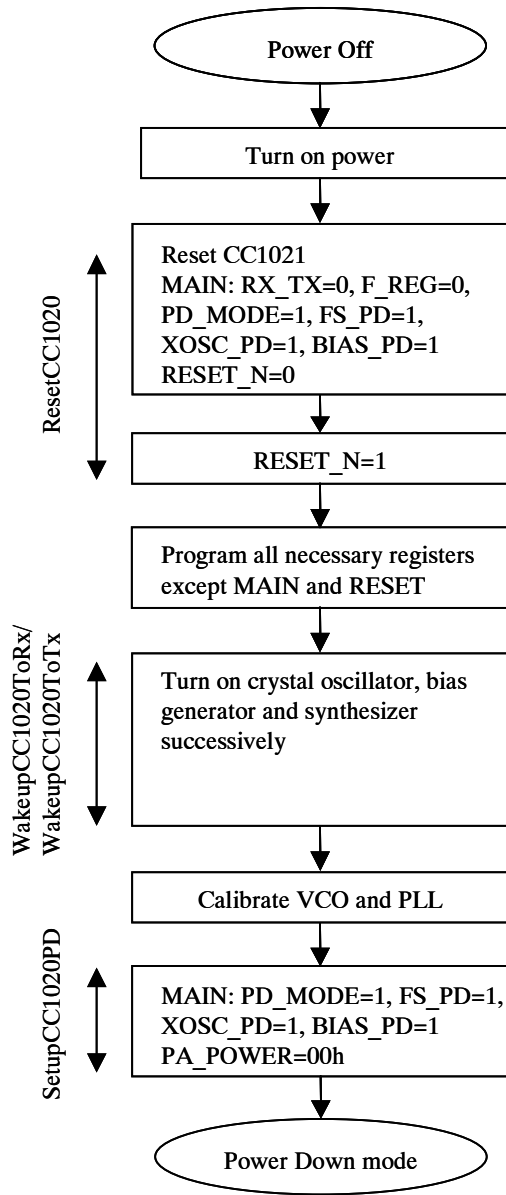 Power Off
Turn on power
ResetCC1020
Reset CC1021
MAIN: RX_TX=0, F_REG=0,
PD_MODE=1, FS_PD=1,
XOSC_PD=1, BIAS_PD=1
RESET_N=0
RESET_N=1
Program all necessary registers
except MAIN and RESET
WakeupCC1020ToRx/
WakeupCC1020ToTx
Turn on crystal oscillator, bias
generator and synthesizer
successively
Calibrate VCO and PLL
SetupCC1020PD
MAIN: PD_MODE=1, FS_PD=1,
XOSC_PD=1, BIAS_PD=1
PA_POWER=00h
Power Down mode